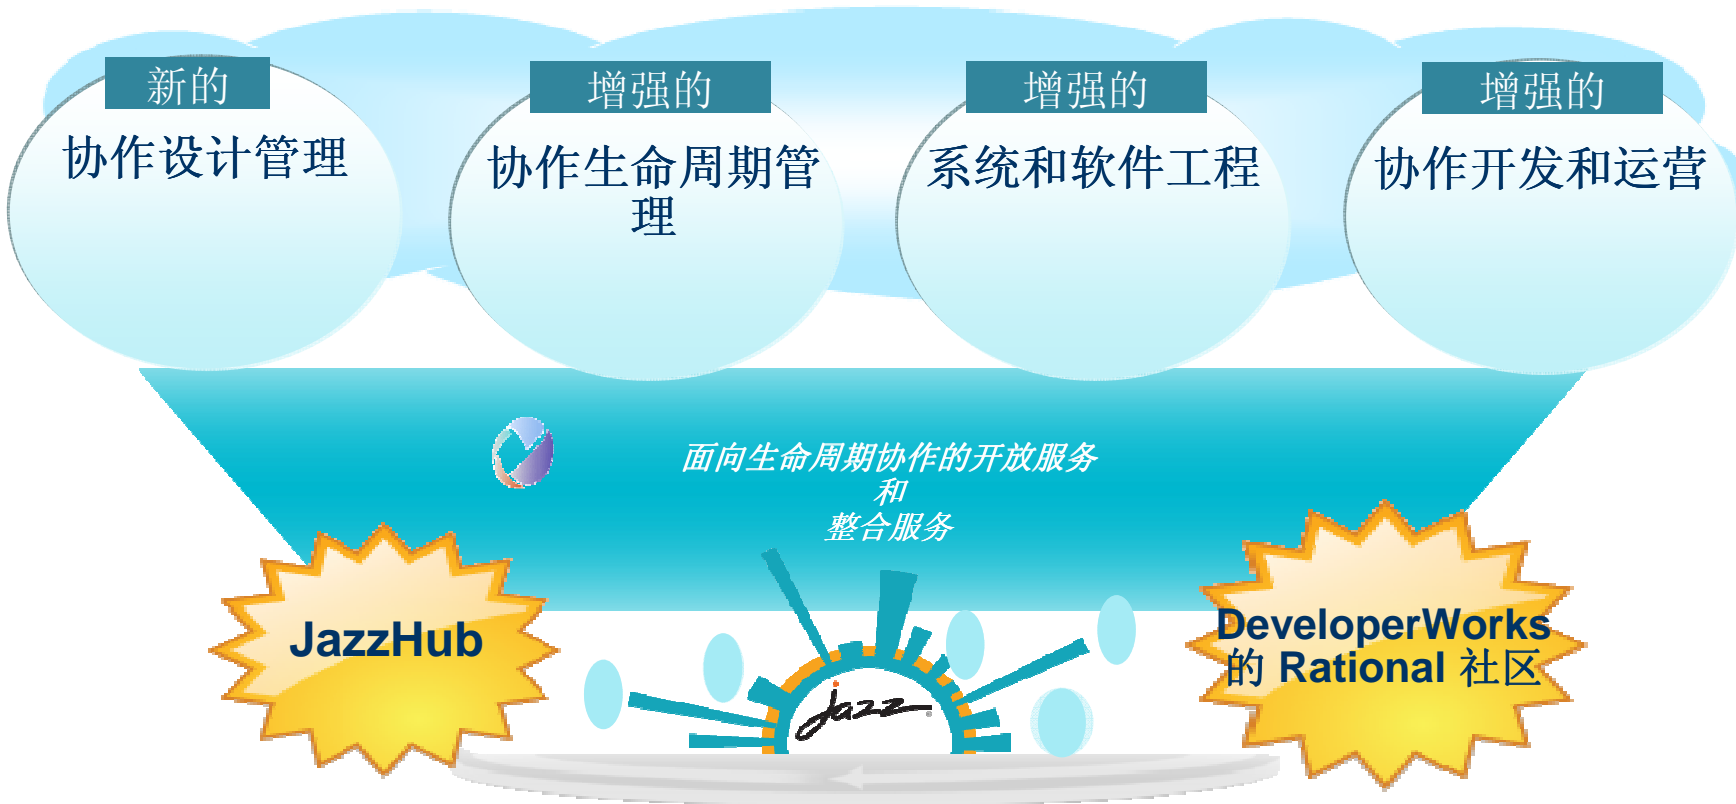 新的
协作设计管理
增强的
协作生命周期管
理
增强的
系统和软件工程
增强的
协作开发和运营
面向生命周期协作的开放服务
和
整合服务
JazzHub
DeveloperWorks
的 Rational 社区
jazz